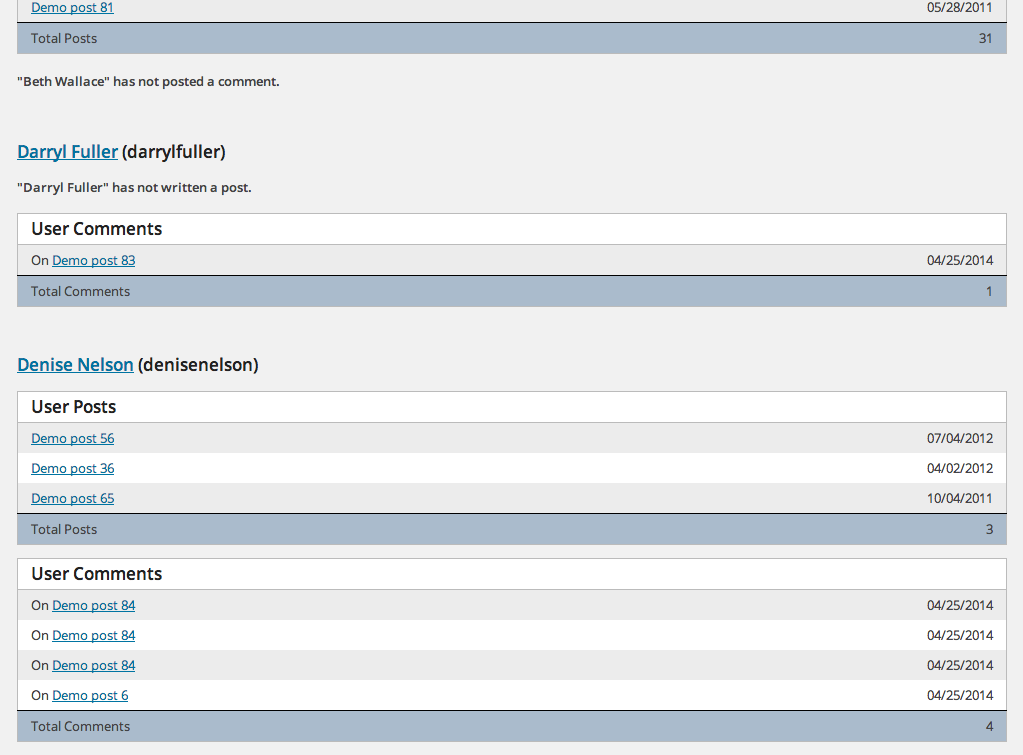 Demo post 81 05/28/2011
Total Posts 31
"Beth Wallace" has not posted a comment.
Darryl Fuller (darrylfuller)
"Darryl Fuller" has not written a post.
User Comments
On Demo post 83 04/25/2014
Total Comments 1
Denise Nelson (denisenelson)
User Posts
Demo post 56 07/04/2012
Demo post 36 04/02/2012
Demo post 65 10/04/2011
Total Posts 3
User Comments
On Demo post 84 04/25/2014
On Demo post 84 04/25/2014
On Demo post 84 04/25/2014
On Demo post 6 04/25/2014
Total Comments 4